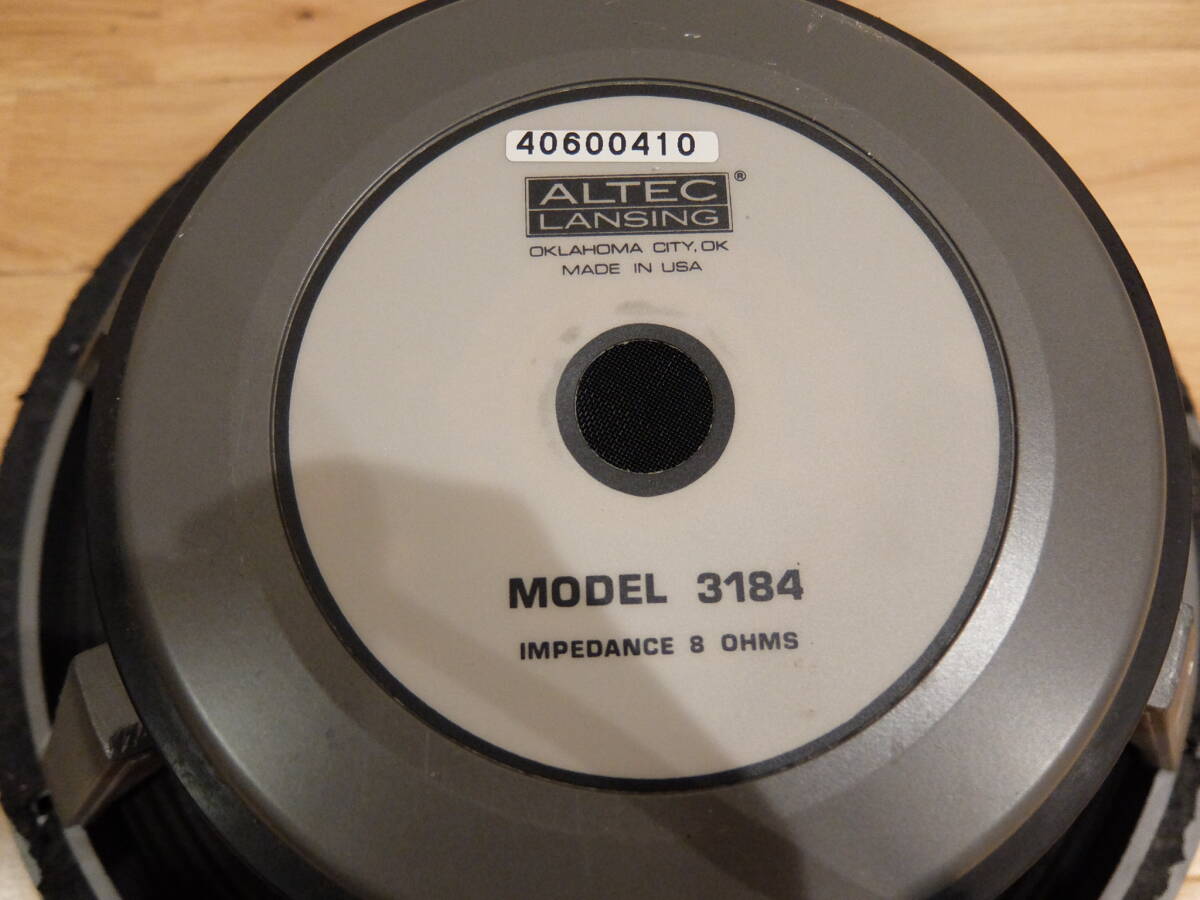 40600410
ALTEC ®
LANSING
OKLAHOMA CITY, OK
MADE IN USA
MODEL 3184
IMPEDANCE 8 OHMS